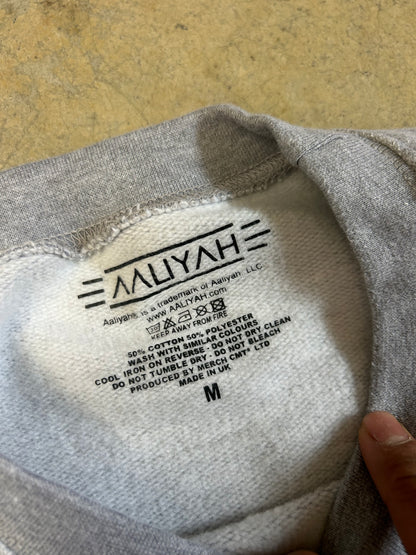 AALIYAH
Aaliyah® is a trademark of Aaliyah LLC.
www.AALIYAH.com
KEEP AWAY FROM FIRE
50% COTTON 50% POLYESTER
WASH WITH SIMILAR COLOURS
COOL IRON ON REVERSE - DO NOT DRY CLEAN
DO NOT TUMBLE DRY - DO NOT BLEACH
PRODUCED BY MERCH CMT* LTD
MADE IN UK
M